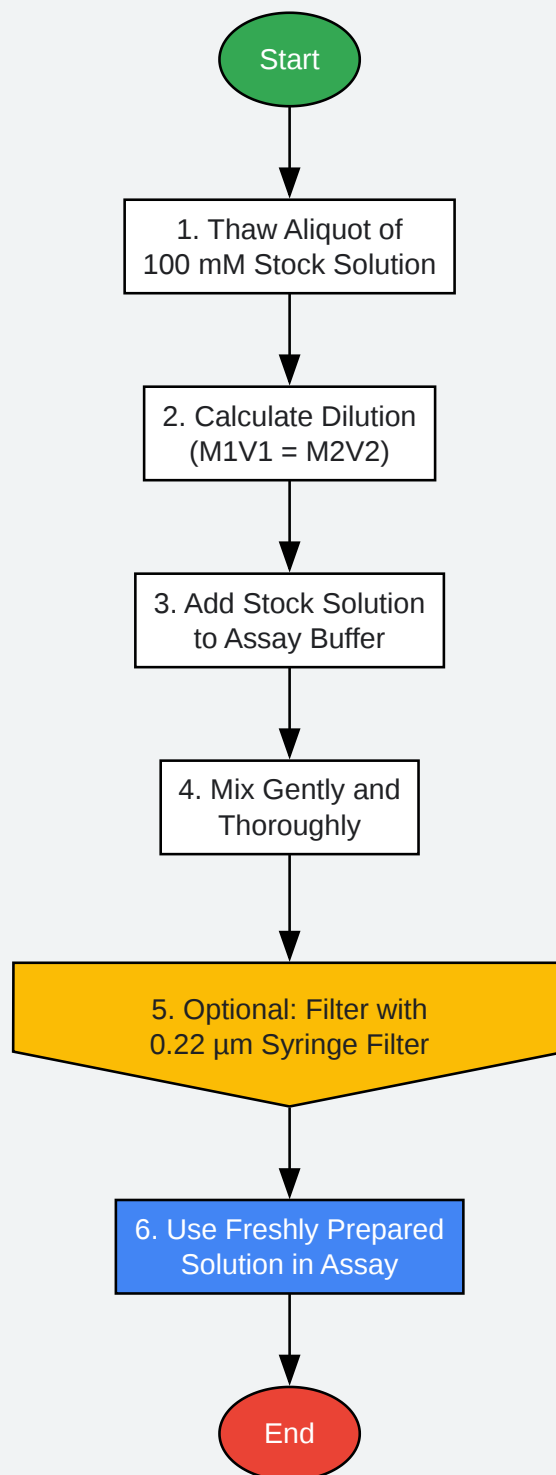 Start
1. Thaw Aliquot of
100 mM Stock Solution
2. Calculate Dilution
(M1V1 = M2V2)
3. Add Stock Solution
to Assay Buffer
4. Mix Gently and
Thoroughly
5. Optional: Filter with
0.22 µm Syringe Filter
6. Use Freshly Prepared
Solution in Assay
End